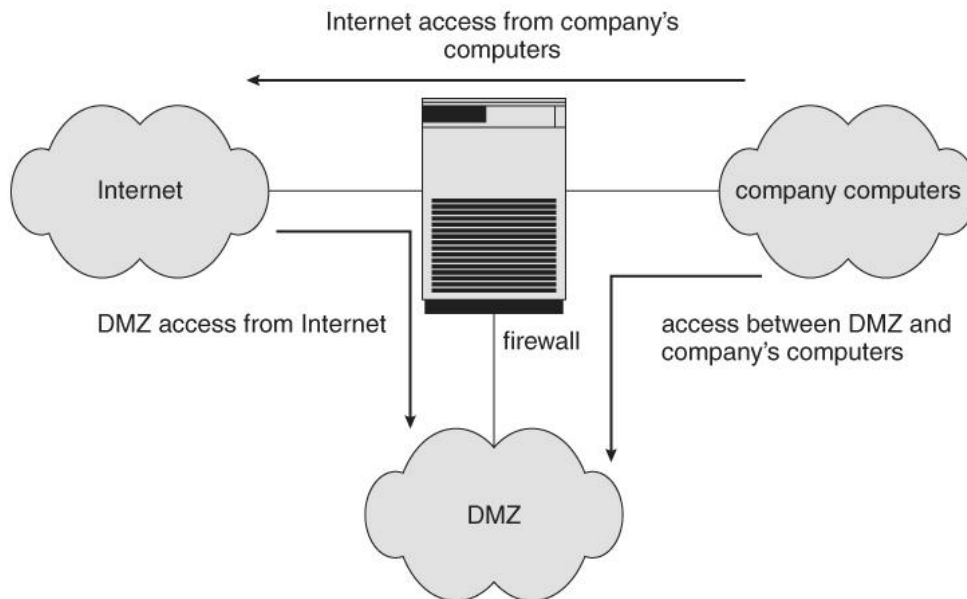 Internet access from company's
computers
Internet
company computers
DMZ access from Internet
firewall
access between DMZ and
company's computers
DMZ